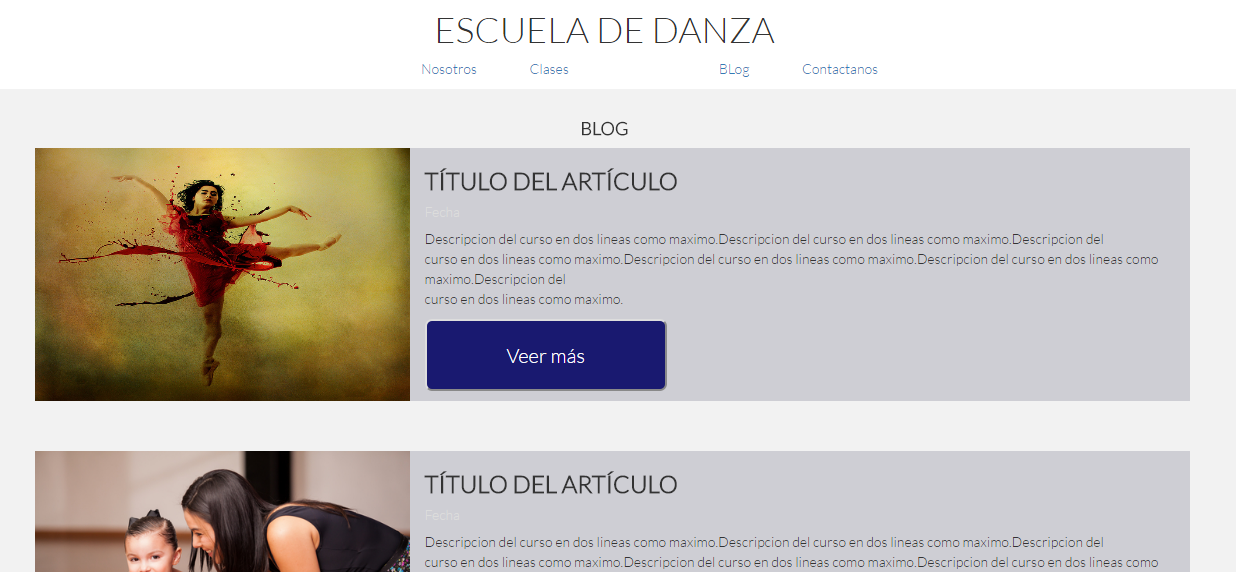 ESCUELA DE DANZA
Nosotros Clases BLog Contactanos
BLOG
TÍTULO DEL ARTÍCULO
Fecha
Descripcion del curso en dos lineas como maximo.Descripcion del curso en dos lineas como maximo.Descripcion del
curso en dos lineas como maximo.Descripcion del curso en dos lineas como maximo.Descripcion del curso en dos lineas como
maximo.Descripcion del
curso en dos lineas como maximo.
Veer más
TÍTULO DEL ARTÍCULO
Fecha
Descripcion del curso en dos lineas como maximo.Descripcion del curso en dos lineas como maximo.Descripcion del
curso en dos lineas como maximo.Descripcion del curso en dos lineas como maximo.Descripcion del curso en dos lineas como